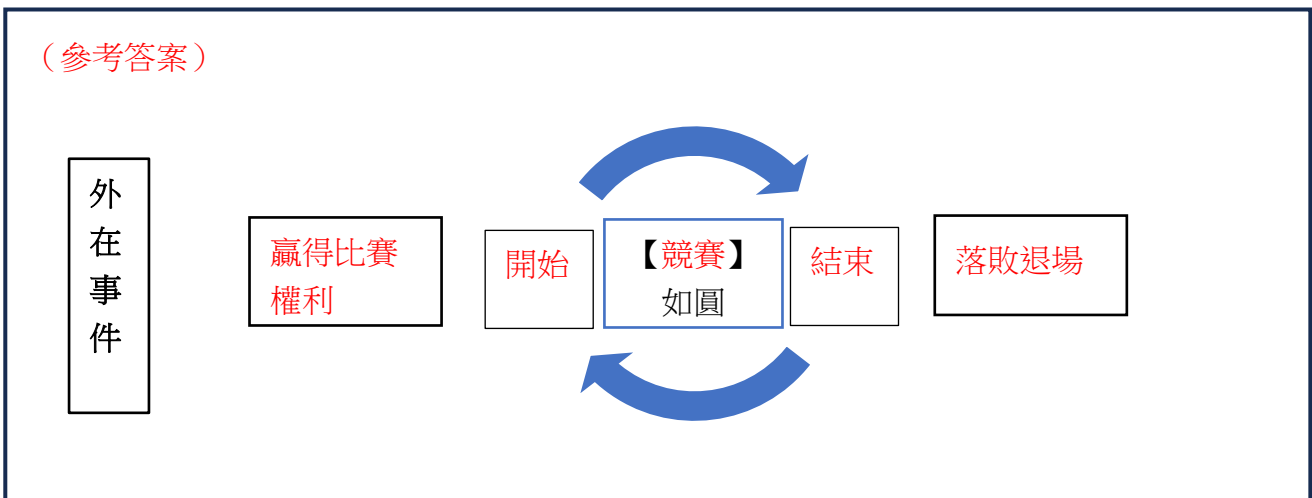 （參考答案）
外
在
事
件
贏得比賽
權利
開始
【競賽】
如圓
結束
落敗退場